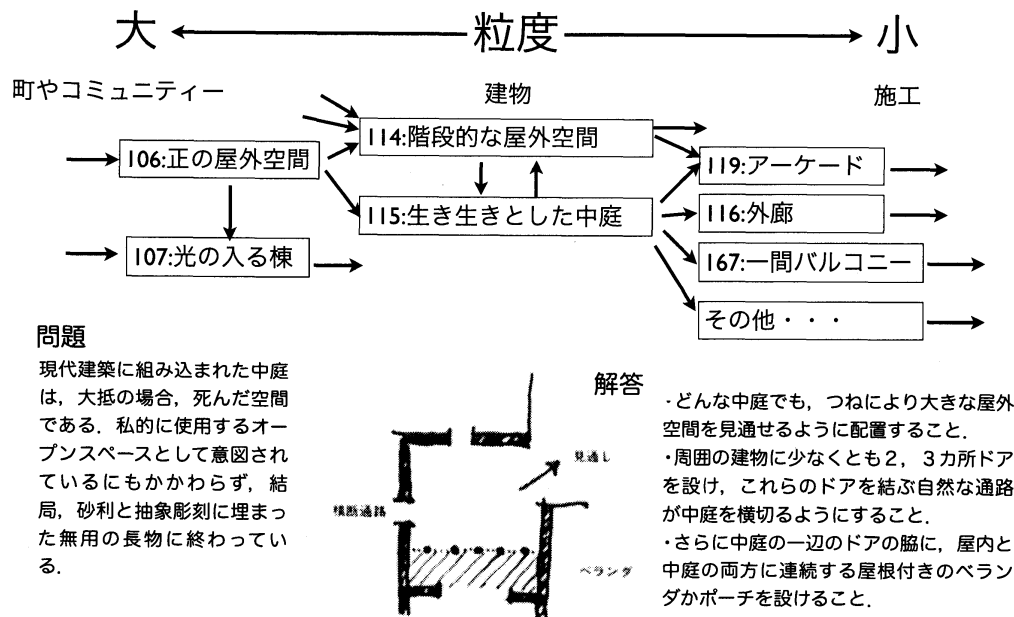 大 粒度 小
町やコミュニティー 建物 施工
114:階段的な屋外空間
106:正の屋外空間
119:アーケード
115:生き生きとした中庭
116:外廊
107:光の入る棟
167:一間バルコニー
その他・・・
問題
現代建築に組み込まれた中庭
は，大抵の場合，死んだ空間
である．私的に使用するオー
プンスペースとして意図され
ているにもかかわらず，結
局，砂利と抽象彫刻に埋まっ
た無用の長物に終わってい
る．
見通し
横断通路
ベランダ
解答
・どんな中庭でも，つねにより大きな屋外
空間を見通せるように配置すること．
・周囲の建物に少なくとも２，３カ所ドア
を設け，これらのドアを結ぶ自然な通路
が中庭を横切るようにすること．
・さらに中庭の一辺のドアの脇に，屋内と
中庭の両方に連続する屋根付きのベラン
ダかポーチを設けること．